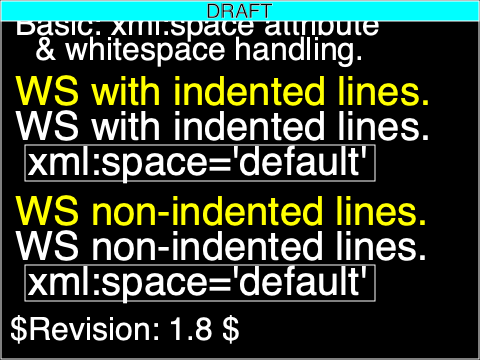 DRAFT
Basic: xml:space attribute
& whitespace handling.
WS with indented lines.
WS with indented lines.
xml:space='default'
WS non-indented lines.
WS non-indented lines.
xml:space='default'
$Revision: 1.8 $